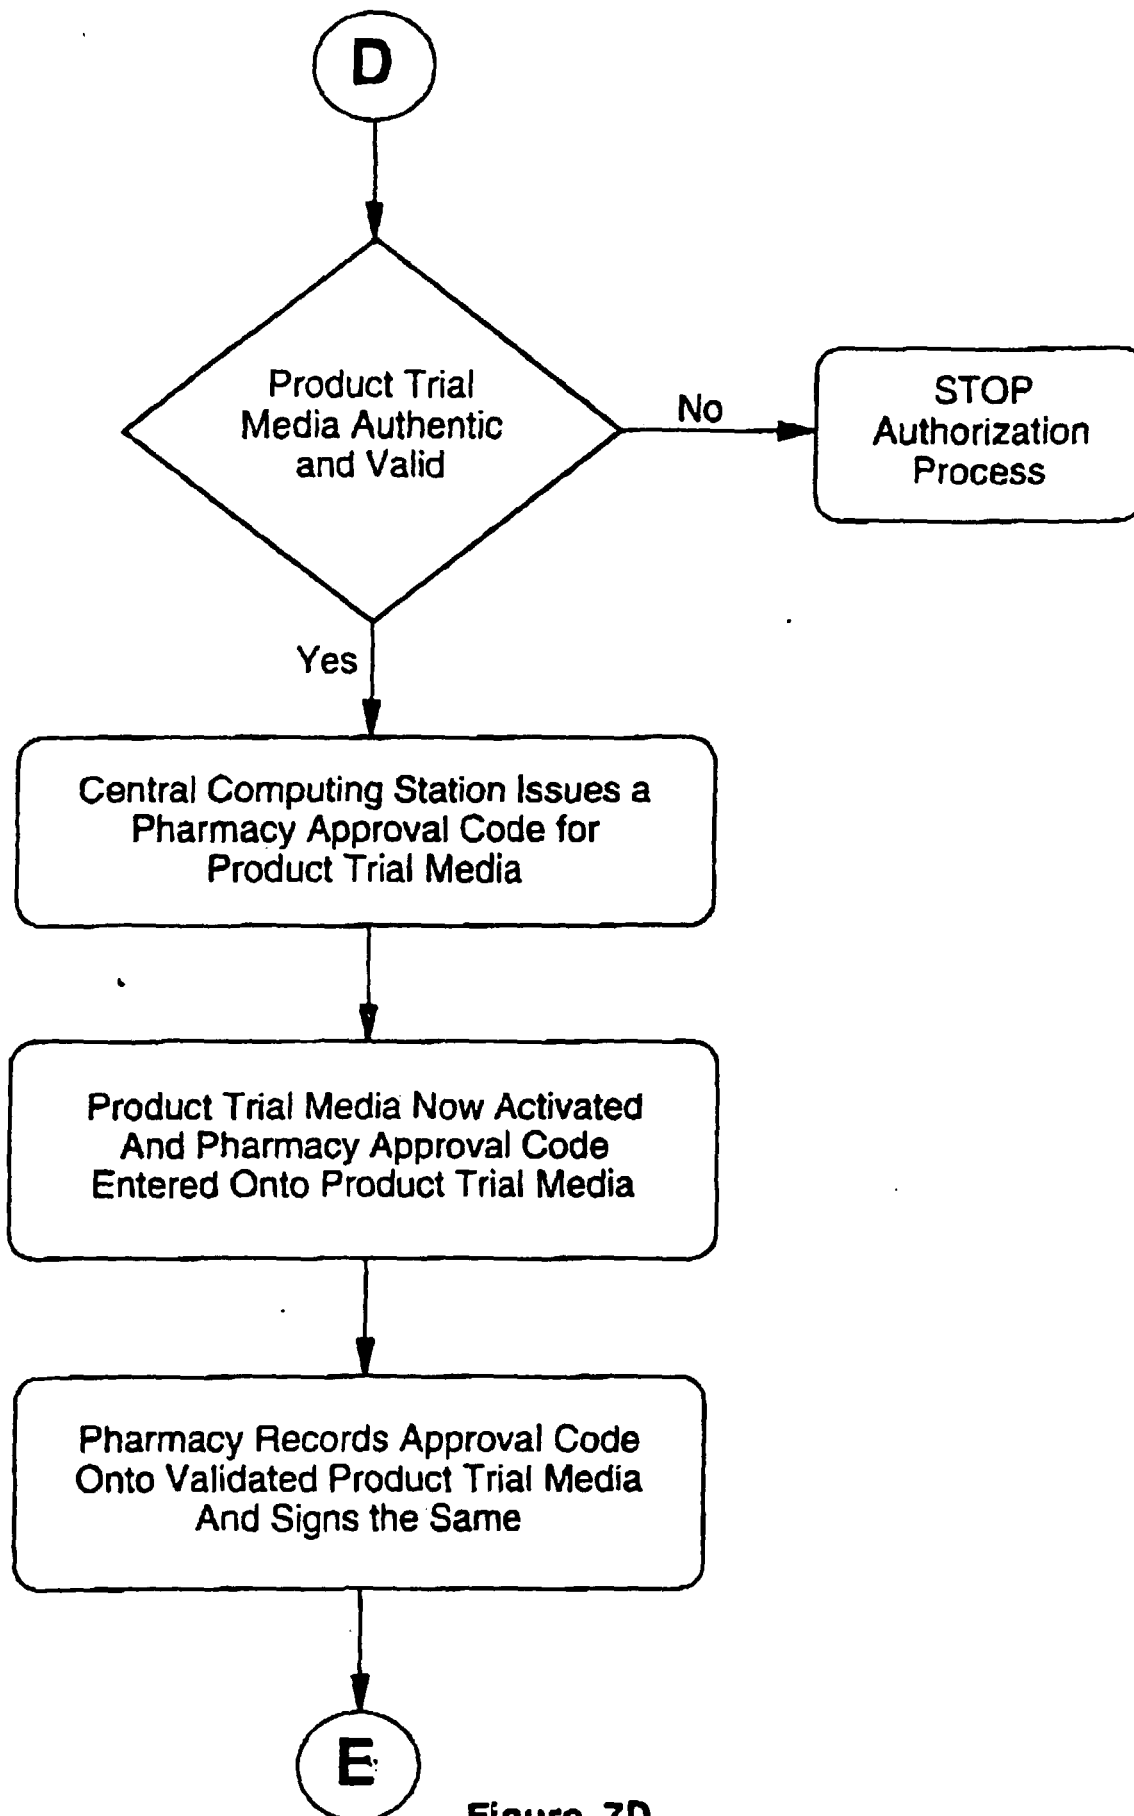 D
Product Trial
Media Authentic
and Valid
No
STOP
Authorization
Process
Yes
Central Computing Station Issues a
Pharmacy Approval Code for
Product Trial Media
Product Trial Media Now Activated
And Pharmacy Approval Code
Entered Onto Product Trial Media
Pharmacy Records Approval Code
Onto Validated Product Trial Media
And Signs the Same
E
Figure 7D